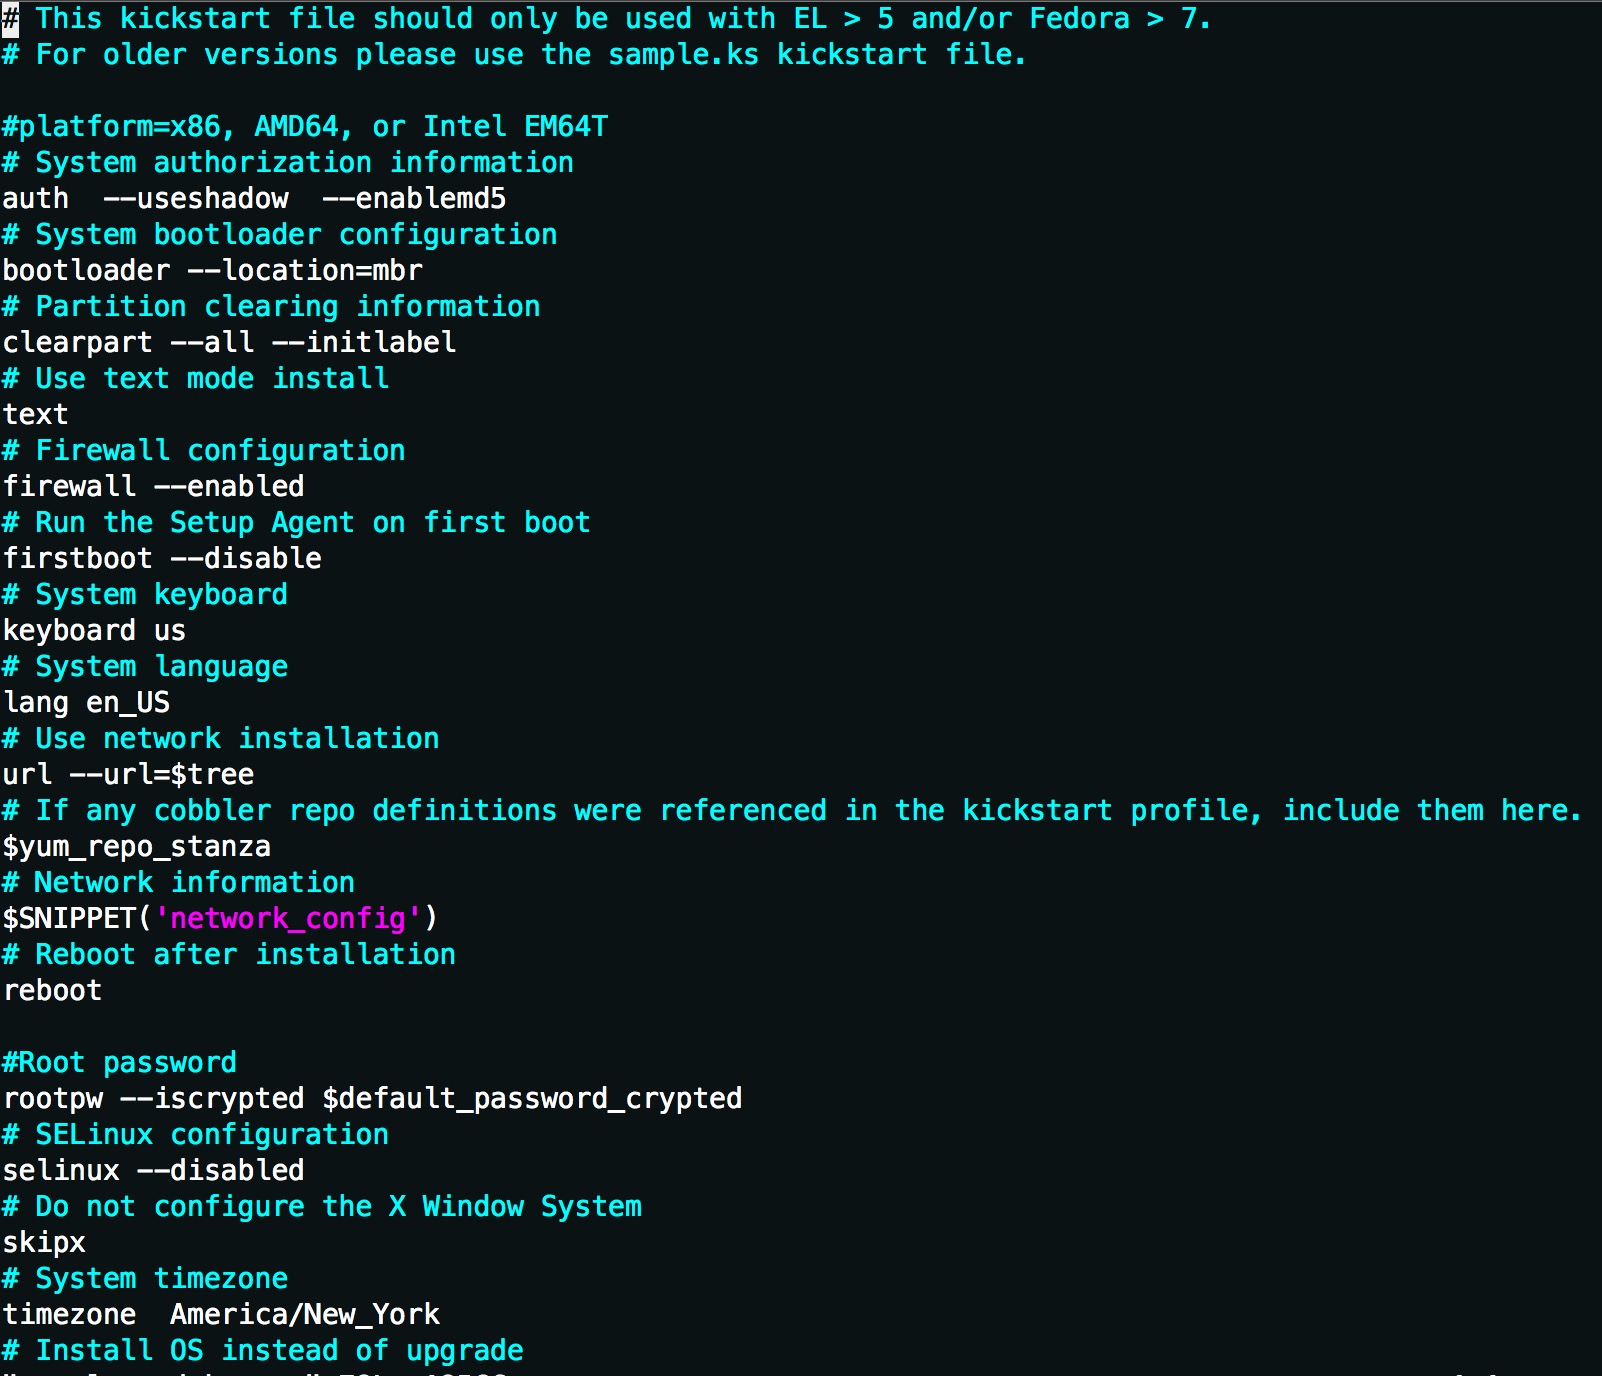 # This kickstart file should only be used with EL > 5 and/or Fedora > 7.
# For older versions please use the sample.ks kickstart file.

#platform=x86, AMD64, or Intel EM64T
# System authorization information
auth  --useshadow  --enablemd5
# System bootloader configuration
bootloader --location=mbr
# Partition clearing information
clearpart --all --initlabel
# Use text mode install
text
# Firewall configuration
firewall --enabled
# Run the Setup Agent on first boot
firstboot --disable
# System keyboard
keyboard us
# System language
lang en_US
# Use network installation
url --url=$tree
# If any cobbler repo definitions were referenced in the kickstart profile, include them here.
$yum_repo_stanza
# Network information
$SNIPPET('network_config')
# Reboot after installation
reboot

#Root password
rootpw --iscrypted $default_password_crypted
# SELinux configuration
selinux --disabled
# Do not configure the X Window System
skipx
# System timezone
timezone  America/New_York
# Install OS instead of upgrade